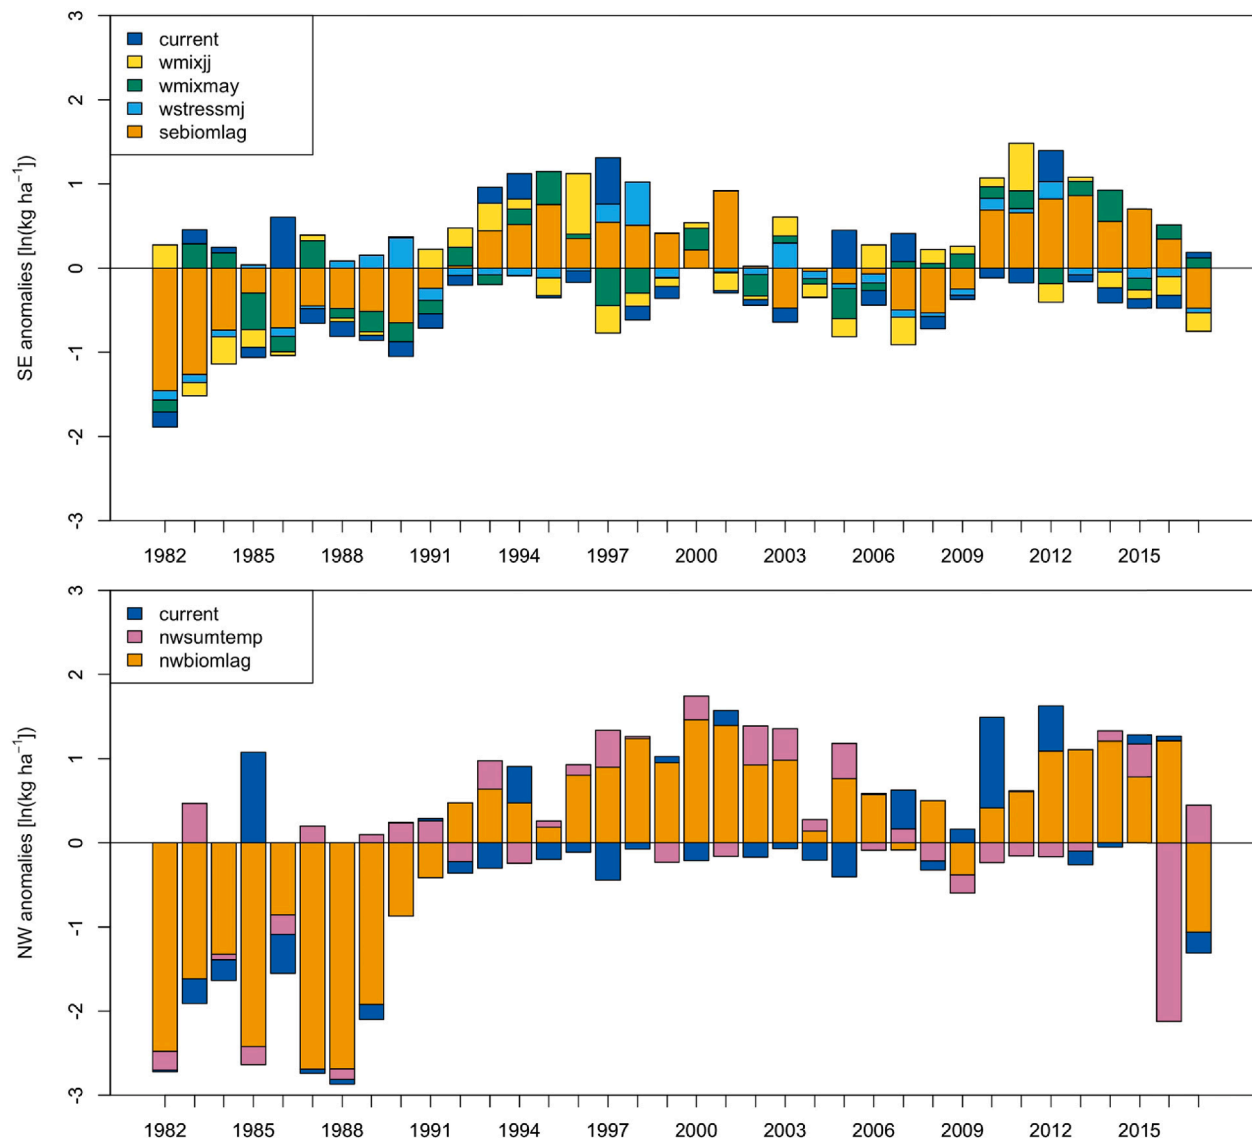 SE anomalies [ln(kg ha⁻¹)]
3
2
1
0
-1
-2
-3
current
wmixjj
wmixmay
wstressmj
sebiomlag
1982 1985 1988 1991 1994 1997 2000 2003 2006 2009 2012 2015
NW anomalies [ln(kg ha⁻¹)]
3
2
1
0
-1
-2
-3
current
nwsumtemp
nwbiomlag
1982 1985 1988 1991 1994 1997 2000 2003 2006 2009 2012 2015